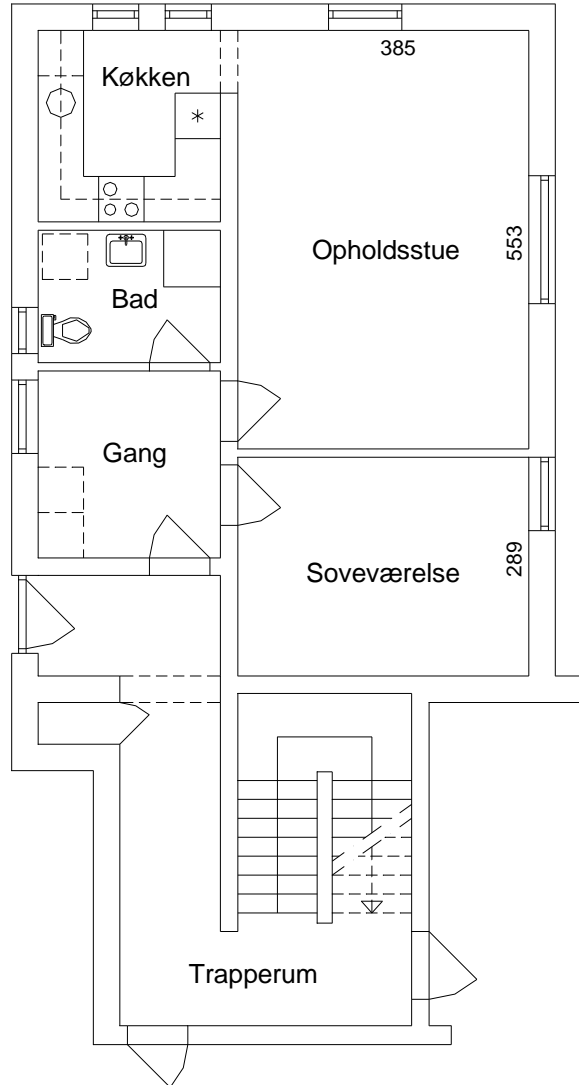 385
Køkken
*
Opholdsstue
553
Bad
Gang
Soveværelse
289
Trapperum